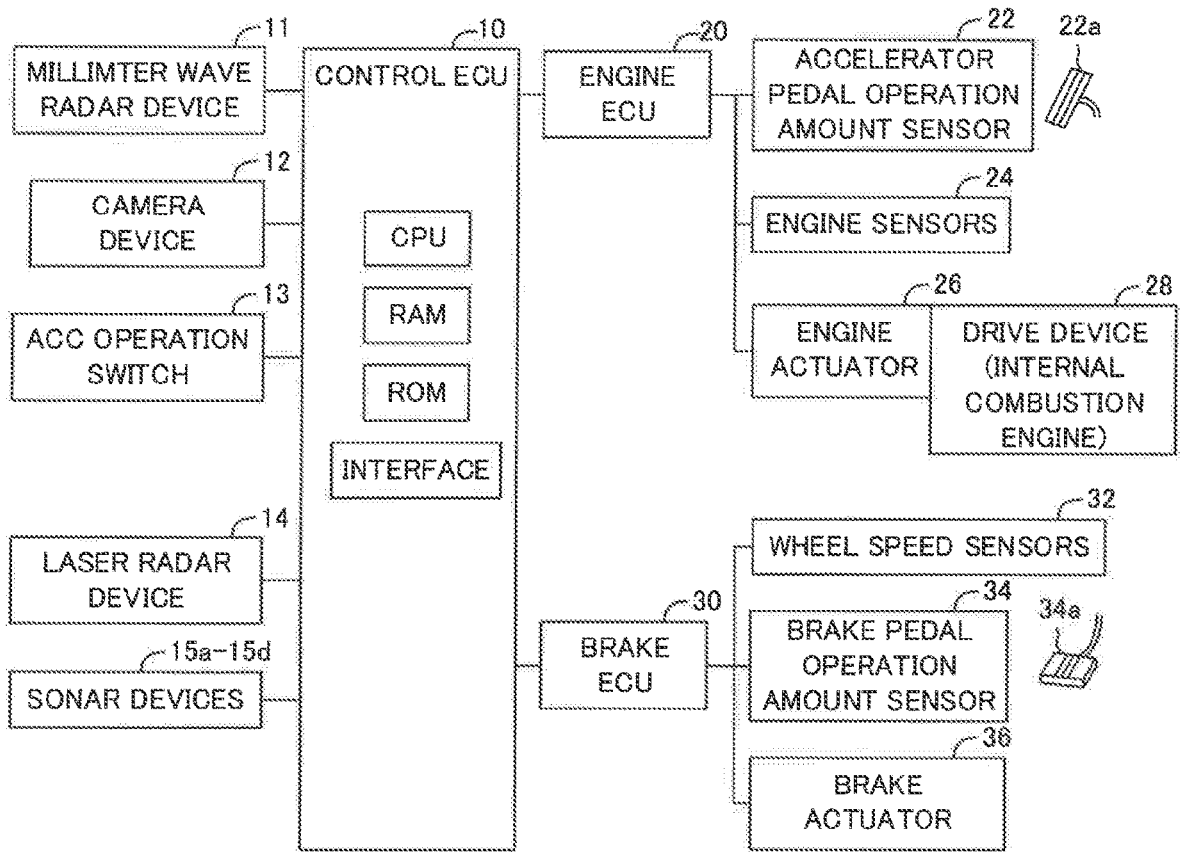 11
MILLIMTER WAVE
RADAR DEVICE
12
CAMERA
DEVICE
13
ACC OPERATION
SWITCH
14
LASER RADAR
DEVICE
15a-15d
SONAR DEVICES
10
CONTROL ECU
CPU
RAM
ROM
INTERFACE
20
ENGINE
ECU
22
ACCELERATOR
PEDAL OPERATION
AMOUNT SENSOR
22a
24
ENGINE SENSORS
26
ENGINE
ACTUATOR
28
DRIVE DEVICE
(INTERNAL
COMBUSTION
ENGINE)
30
BRAKE
ECU
32
WHEEL SPEED SENSORS
34
BRAKE PEDAL
OPERATION
AMOUNT SENSOR
34a
36
BRAKE
ACTUATOR